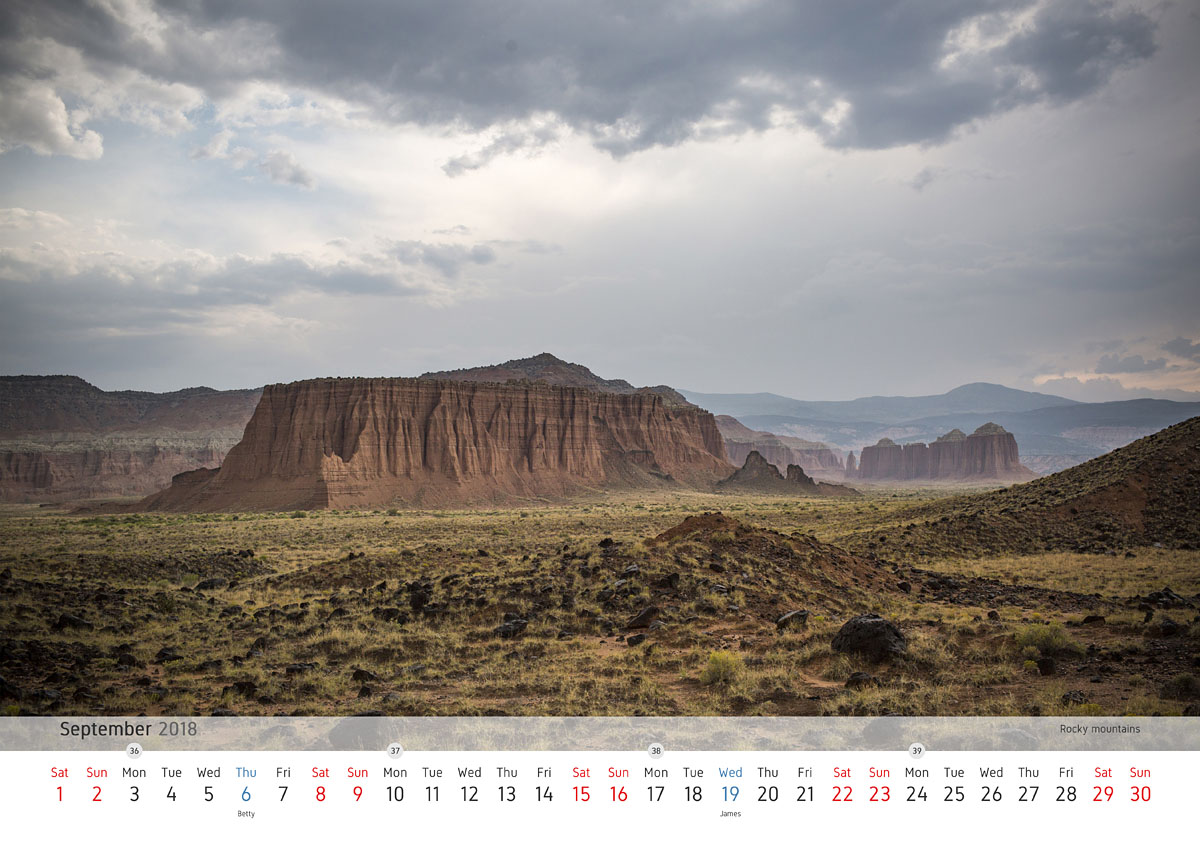 September 2018
Rocky mountains
36 37 38 39
Sat Sun Mon Tue Wed Thu Fri Sat Sun Mon Tue Wed Thu Fri Sat Sun Mon Tue Wed Thu Fri Sat Sun Mon Tue Wed Thu Fri Sat Sun
1 2 3 4 5 6 7 8 9 10 11 12 13 14 15 16 17 18 19 20 21 22 23 24 25 26 27 28 29 30
Betty James